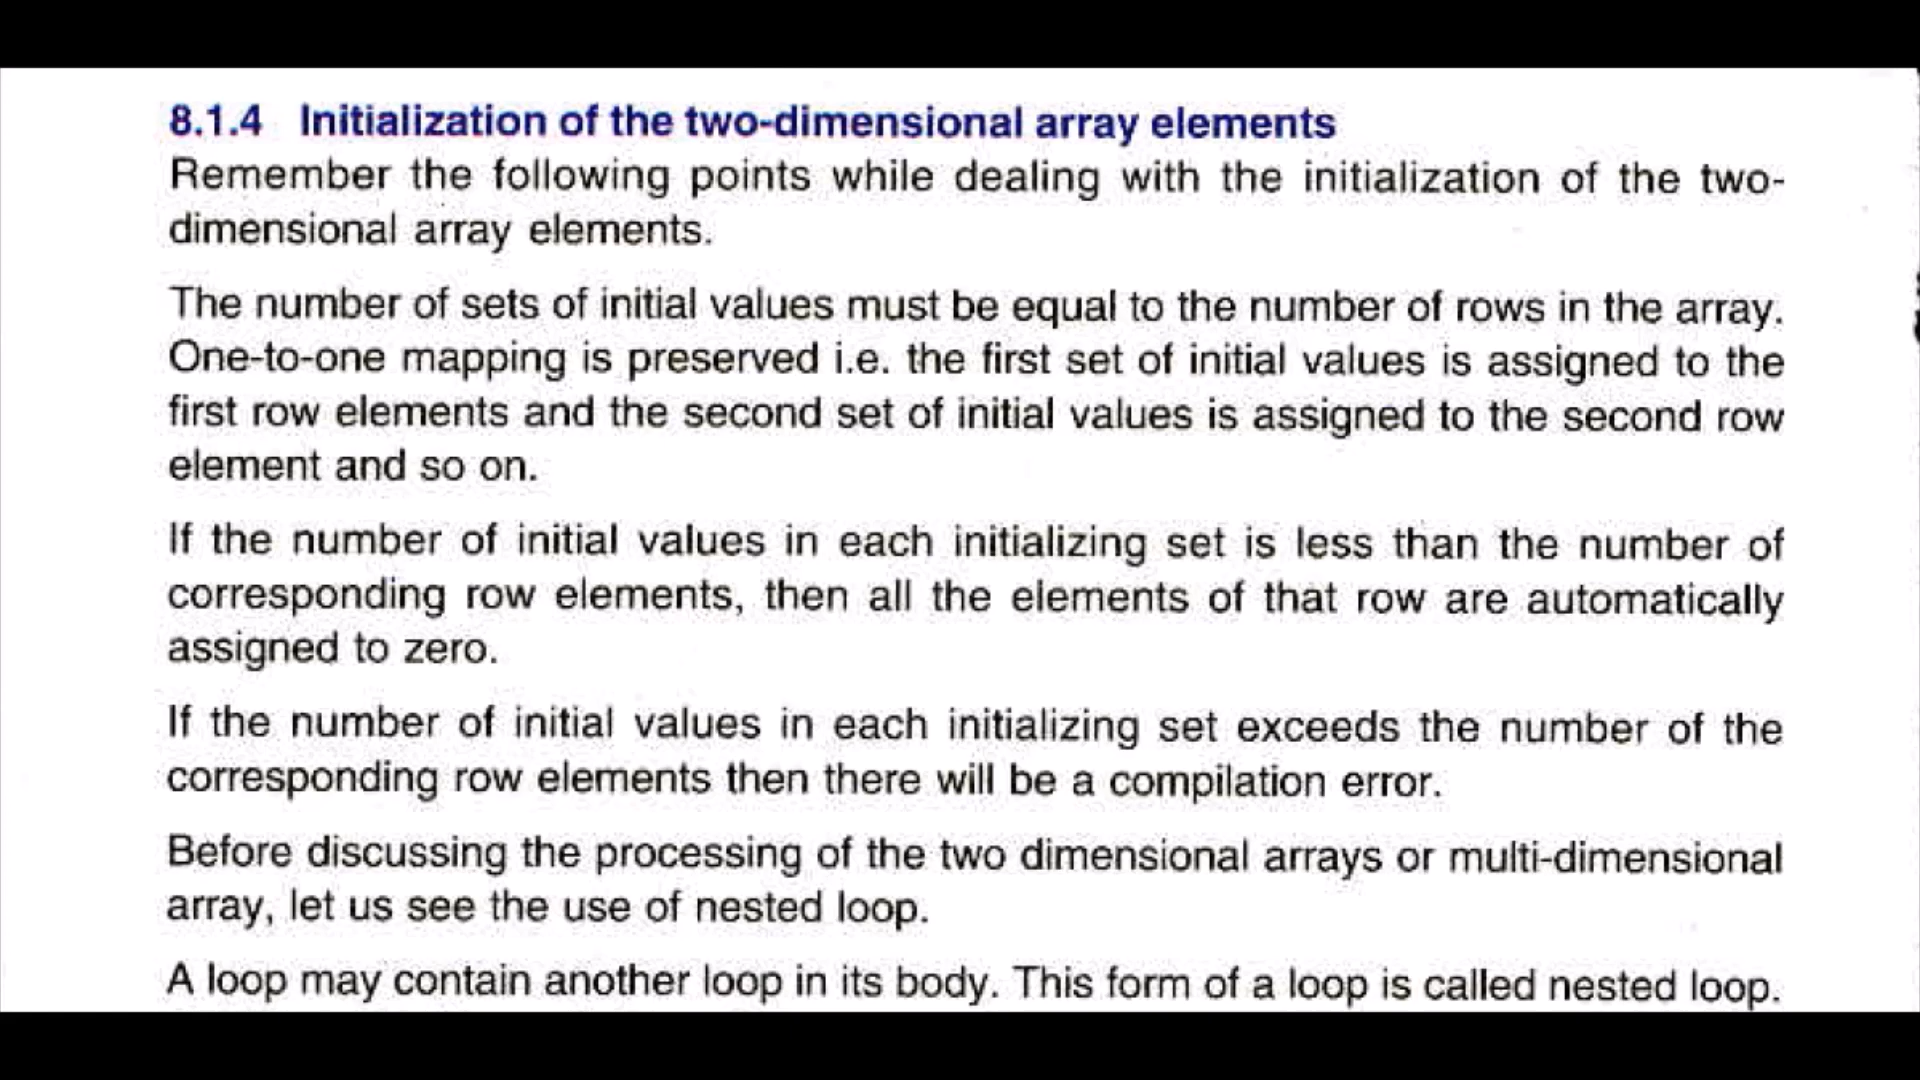 8.1.4 Initialization of the two-dimensional array elements
Remember the following points while dealing with the initialization of the two-
dimensional array elements.
The number of sets of initial values must be equal to the number of rows in the array.
One-to-one mapping is preserved i.e. the first set of initial values is assigned to the
first row elements and the second set of initial values is assigned to the second row
element and so on.
If the number of initial values in each initializing set is less than the number of
corresponding row elements, then all the elements of that row are automatically
assigned to zero.
If the number of initial values in each initializing set exceeds the number of the
corresponding row elements then there will be a compilation error.
Before discussing the processing of the two dimensional arrays or multi-dimensional
array, let us see the use of nested loop.
A loop may contain another loop in its body. This form of a loop is called nested loop.